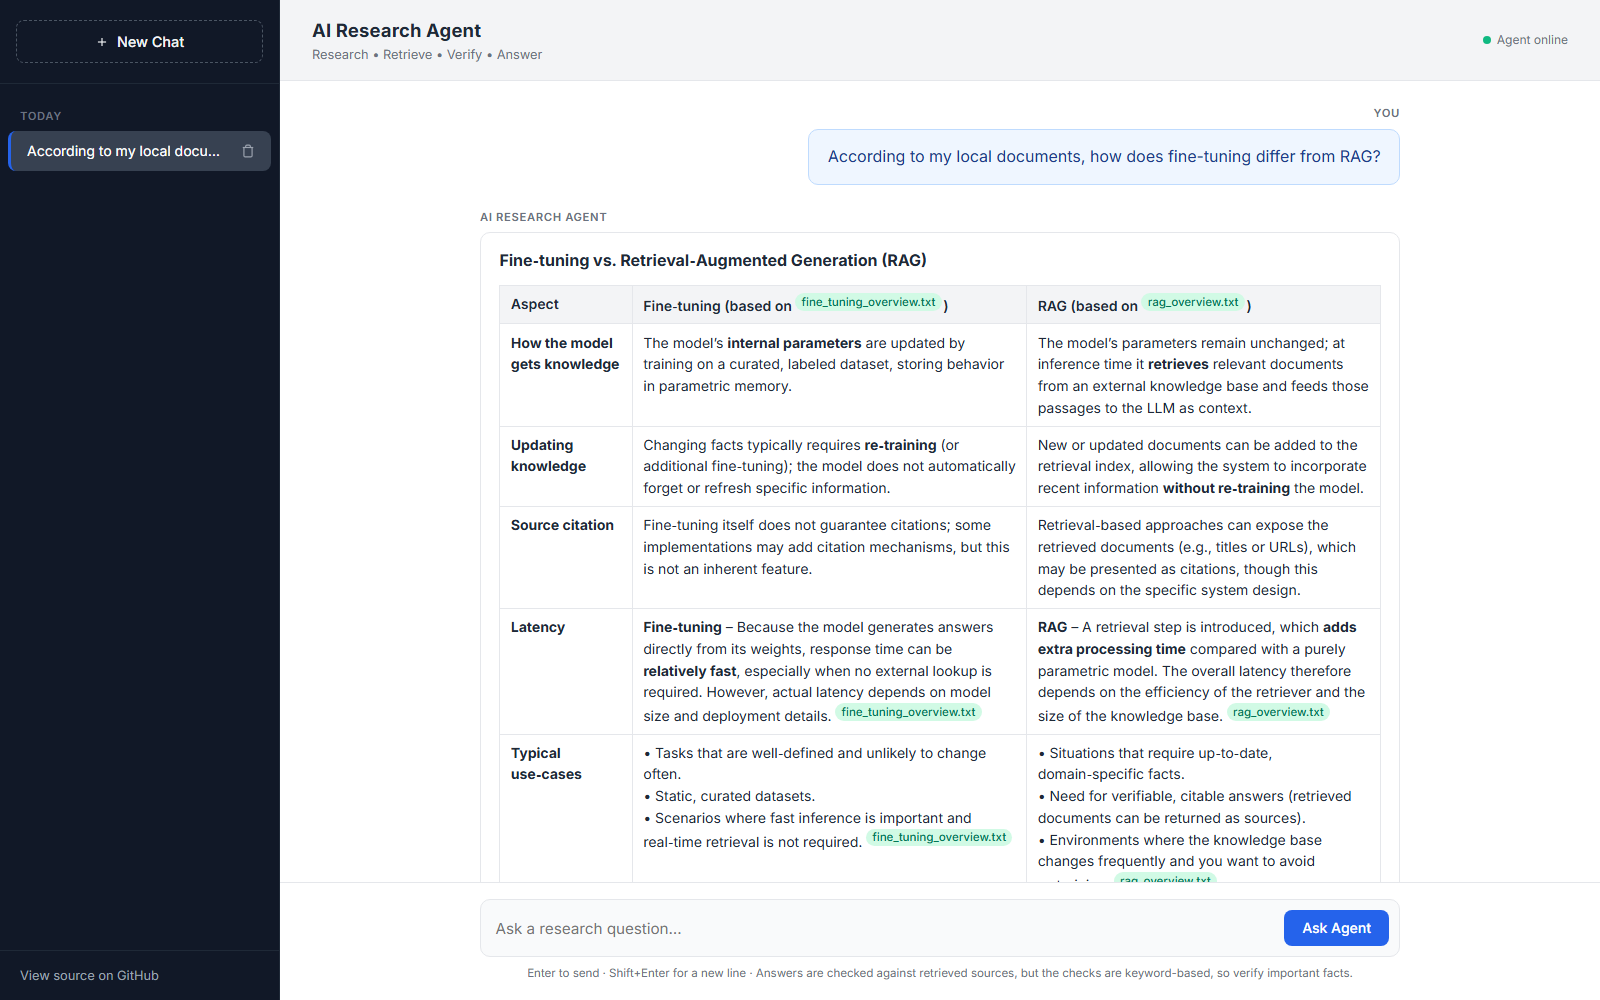 + New Chat
TODAY
According to my local docu...
View source on GitHub
AI Research Agent
Research • Retrieve • Verify • Answer
Agent online
YOU
According to my local documents, how does fine-tuning differ from RAG?
AI RESEARCH AGENT
Fine-tuning vs. Retrieval-Augmented Generation (RAG)
Aspect
Fine-tuning (based on fine_tuning_overview.txt )
RAG (based on rag_overview.txt )
How the model
gets knowledge
The model’s internal parameters are updated by
training on a curated, labeled dataset, storing behavior
in parametric memory.
The model’s parameters remain unchanged; at
inference time it retrieves relevant documents
from an external knowledge base and feeds those
passages to the LLM as context.
Updating
knowledge
Changing facts typically requires re-training (or
additional fine-tuning); the model does not automatically
forget or refresh specific information.
New or updated documents can be added to the
retrieval index, allowing the system to incorporate
recent information without re-training the model.
Source citation
Fine-tuning itself does not guarantee citations; some
implementations may add citation mechanisms, but this
is not an inherent feature.
Retrieval-based approaches can expose the
retrieved documents (e.g., titles or URLs), which
may be presented as citations, though this
depends on the specific system design.
Latency
Fine-tuning – Because the model generates answers
directly from its weights, response time can be
relatively fast, especially when no external lookup is
required. However, actual latency depends on model
size and deployment details. fine_tuning_overview.txt
RAG – A retrieval step is introduced, which adds
extra processing time compared with a purely
parametric model. The overall latency therefore
depends on the efficiency of the retriever and the
size of the knowledge base. rag_overview.txt
Typical
use-cases
• Tasks that are well-defined and unlikely to change
often.
• Static, curated datasets.
• Scenarios where fast inference is important and
real-time retrieval is not required. fine_tuning_overview.txt
• Situations that require up-to-date,
domain-specific facts.
• Need for verifiable, citable answers (retrieved
documents can be returned as sources).
• Environments where the knowledge base
changes frequently and you want to avoid
rag_overview.txt
Ask a research question...
Ask Agent
Enter to send · Shift+Enter for a new line · Answers are checked against retrieved sources, but the checks are keyword-based, so verify important facts.